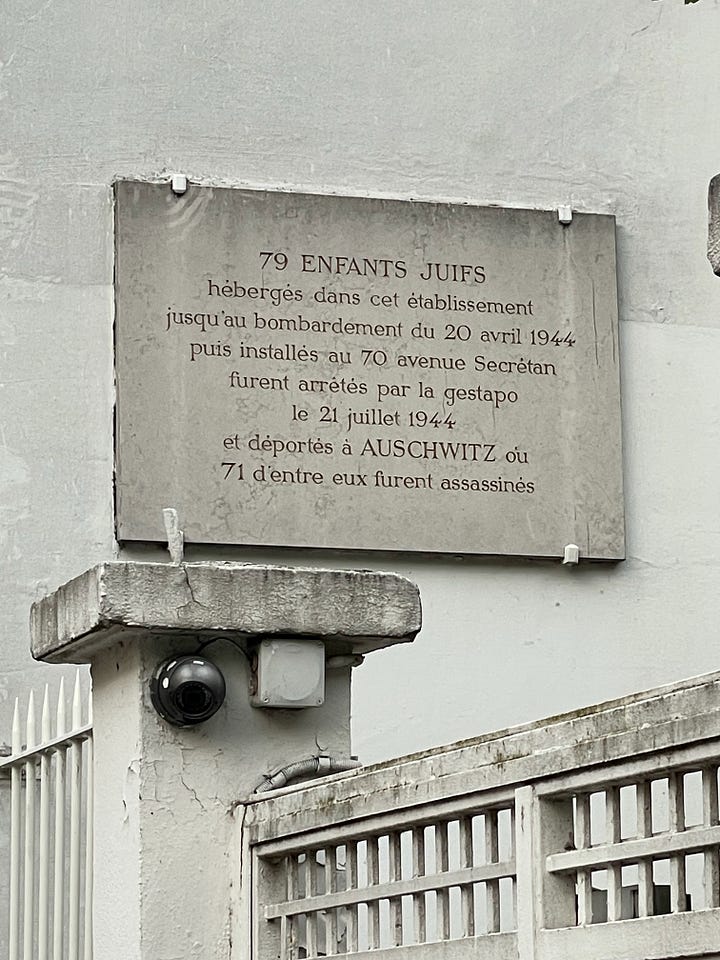 79 ENFANTS JUIFS
hébergés dans cet établissement
jusqu'au bombardement du 20 avril 1944
puis installés au 70 avenue Secrétan
furent arrétés par la gestapo
le 21 juillet 1944
et déportés à AUSCHWITZ où
71 d'entre eux furent assassinés